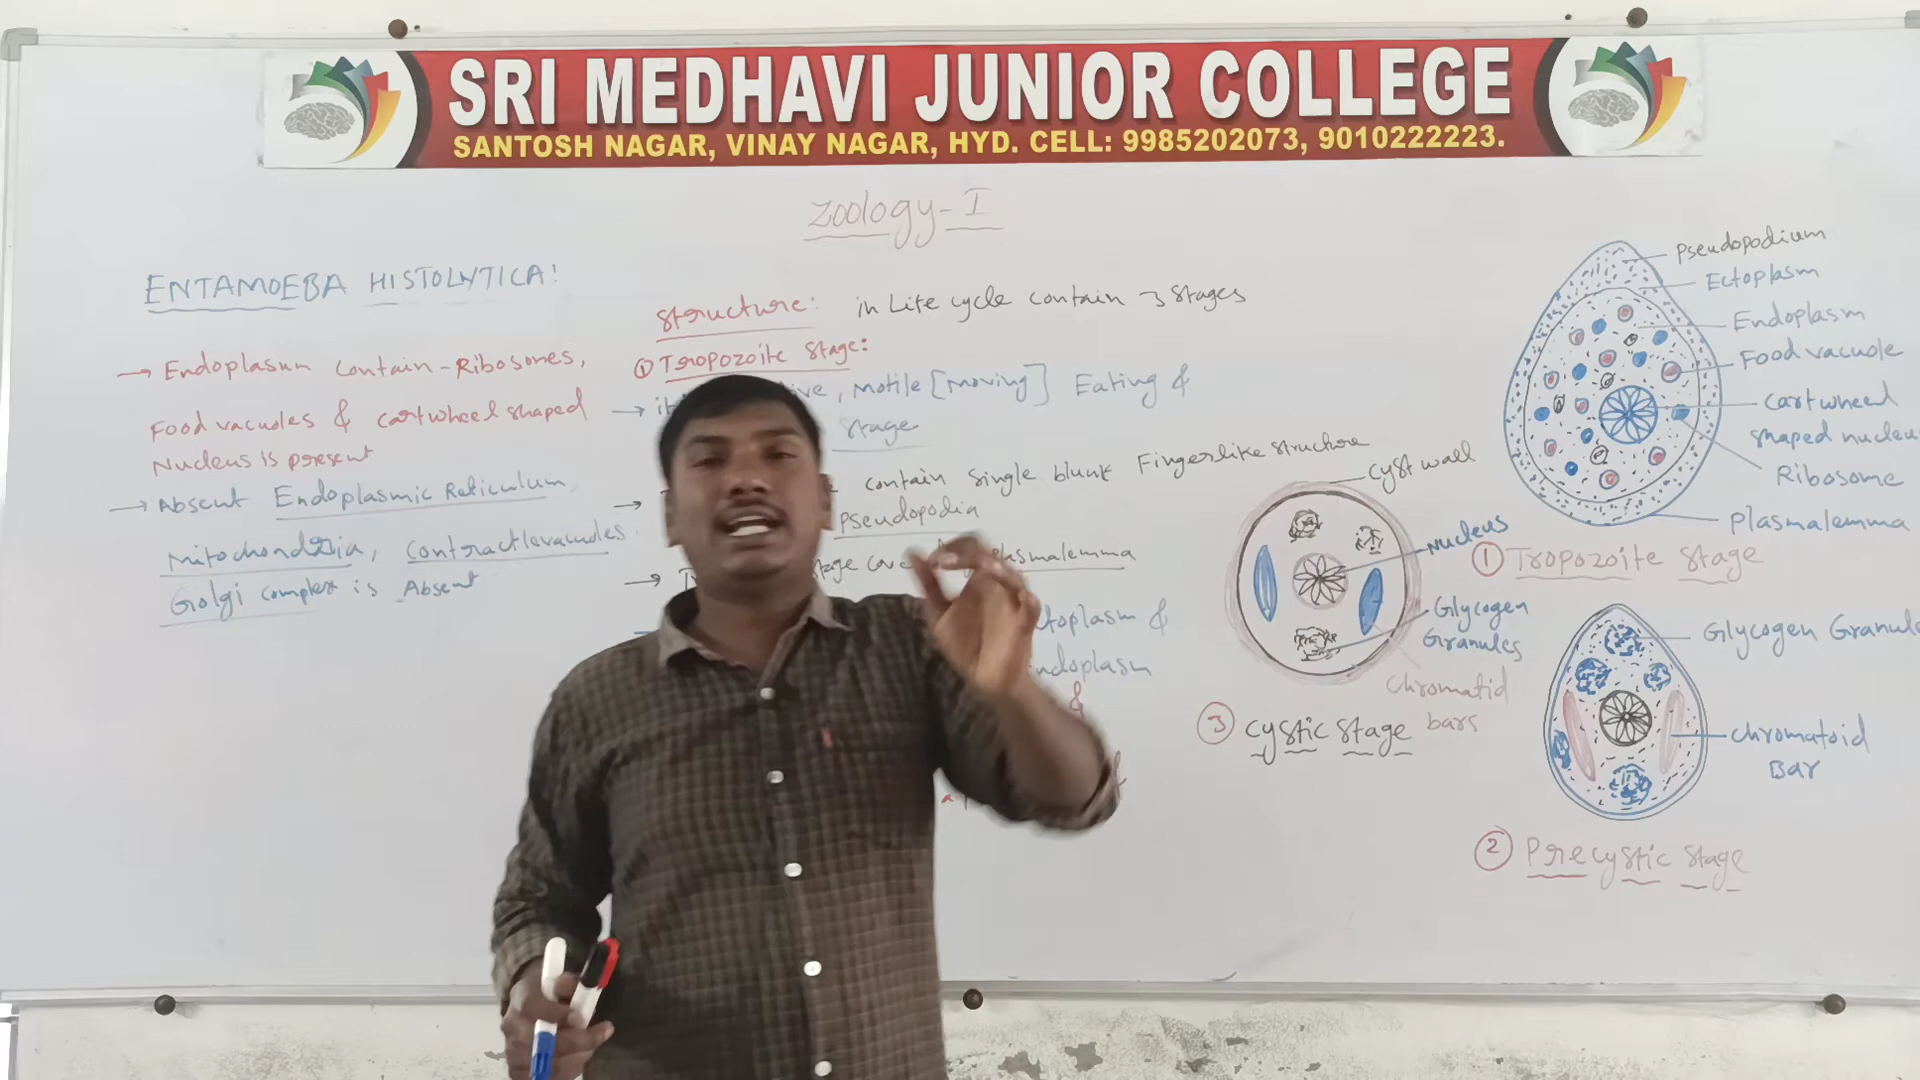 SRI MEDHAVI JUNIOR COLLEGE
SANTOSH NAGAR, VINAY NAGAR, HYD. CELL: 9985202073, 9010222223.
Zoology-I
ENTAMOEBA HISTOLYTICA:
→ Endoplasum contain-Ribosomes,
Food vacuoles & cartwheel shaped
Nucleus is present
→ Absent Endoplasmic Reticulum,
Mitochondria, Contractlevacuoles.
Golgi complex is Absent
Structure: in Life cycle contain 3 stages
① Tropozoite Stage:
→ , Motile [Moving] Eating &
Stage
→ contain single blunk Fingerlike structure
Pseudopodia
→ stage Plasmalemma
&
&
Pseudopodium
Ectoplasm
Endoplasm
Food vacuole
Cartwheel
shaped nucleu
Ribosome
Plasmalemma
① Tropozoite Stage
Cyst wall
Nucleus
Glycogen
Granules
Chromatid
bars
③ Cystic Stage
Glycogen Granule
Chromatoid
Bar
② Precystic Stage